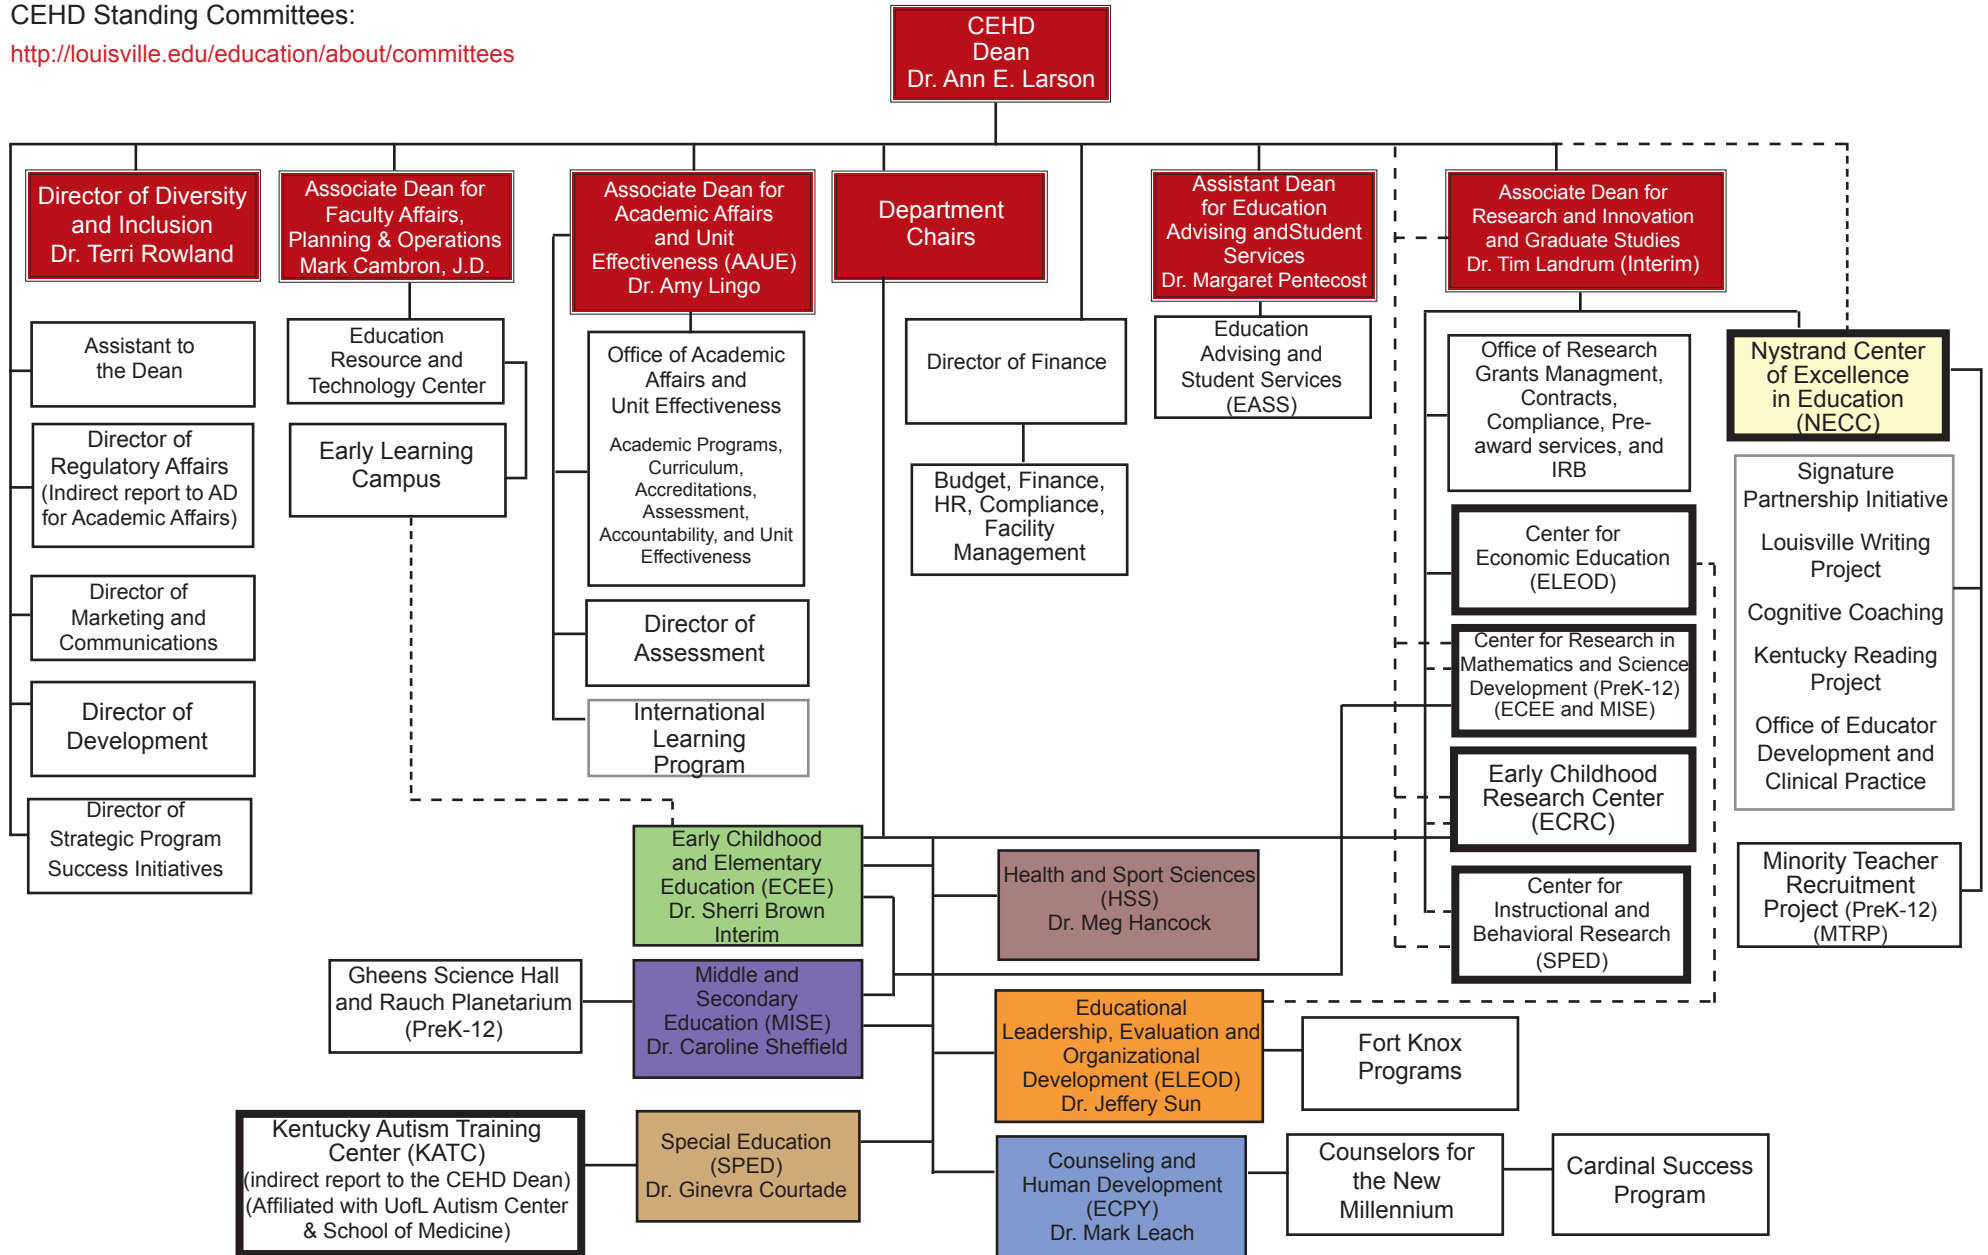 CEHD Standing Committees:
http://louisville.edu/education/about/committees
CEHD
Dean
Dr. Ann E. Larson
Director of Diversity
and Inclusion
Dr. Terri Rowland
Associate Dean for
Faculty Affairs,
Planning & Operations
Mark Cambron, J.D.
Associate Dean for
Academic Affairs
and Unit
Effectiveness (AAUE)
Dr. Amy Lingo
Department
Chairs
Assistant Dean
for Education
Advising andStudent
Services
Dr. Margaret Pentecost
Associate Dean for
Research and Innovation
and Graduate Studies
Dr. Tim Landrum (Interim)
Assistant to
the Dean
Director of
Regulatory Affairs
(Indirect report to AD
for Academic Affairs)
Director of
Marketing and
Communications
Director of
Development
Director of
Strategic Program
Success Initiatives
Education
Resource and
Technology Center
Early Learning
Campus
Office of Academic
Affairs and
Unit Effectiveness
Academic Programs,
Curriculum,
Accreditations,
Assessment,
Accountability, and Unit
Effectiveness
Director of
Assessment
International
Learning
Program
Director of Finance
Budget, Finance,
HR, Compliance,
Facility
Management
Education
Advising and
Student Services
(EASS)
Office of Research
Grants Managment,
Contracts,
Compliance, Pre-
award services, and
IRB
Center for
Economic Education
(ELEOD)
Center for Research in
Mathematics and Science
Development (PreK-12)
(ECEE and MISE)
Early Childhood
Research Center
(ECRC)
Center for
Instructional and
Behavioral Research
(SPED)
Nystrand Center
of Excellence
in Education
(NECC)
Signature
Partnership Initiative
Louisville Writing
Project
Cognitive Coaching
Kentucky Reading
Project
Office of Educator
Development and
Clinical Practice
Minority Teacher
Recruitment
Project (PreK-12)
(MTRP)
Early Childhood
and Elementary
Education (ECEE)
Dr. Sherri Brown
Interim
Health and Sport Sciences
(HSS)
Dr. Meg Hancock
Gheens Science Hall
and Rauch Planetarium
(PreK-12)
Middle and
Secondary
Education (MISE)
Dr. Caroline Sheffield
Educational
Leadership, Evaluation and
Organizational
Development (ELEOD)
Dr. Jeffery Sun
Fort Knox
Programs
Kentucky Autism Training
Center (KATC)
(indirect report to the CEHD Dean)
(Affiliated with UofL Autism Center
& School of Medicine)
Special Education
(SPED)
Dr. Ginevra Courtade
Counseling and
Human Development
(ECPY)
Dr. Mark Leach
Counselors for
the New
Millennium
Cardinal Success
Program